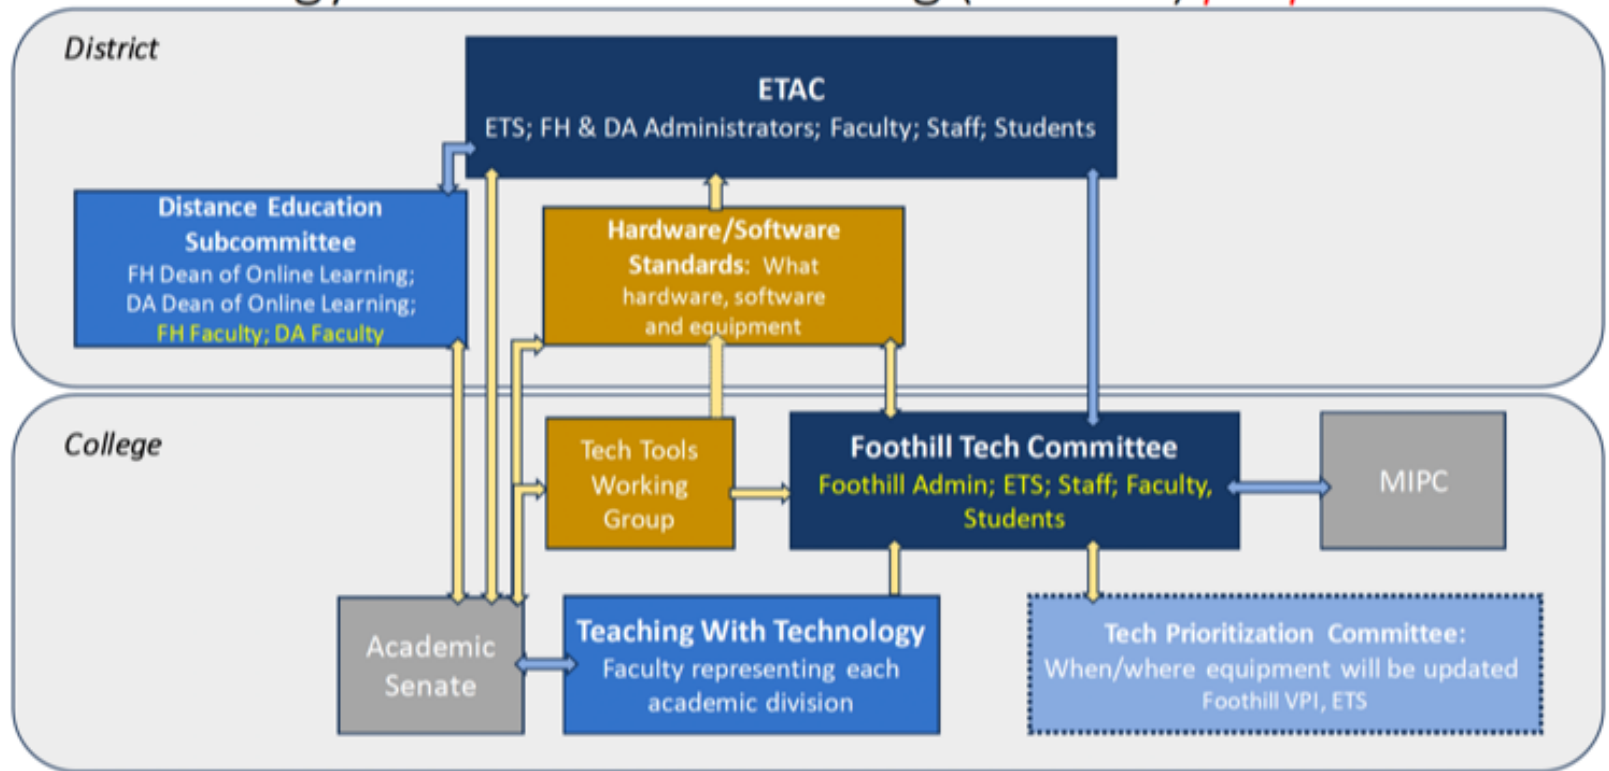 District
ETAC
ETS; FH & DA Administrators; Faculty; Staff; Students
Distance Education
Subcommittee
FH Dean of Online Learning;
DA Dean of Online Learning;
FH Faculty; DA Faculty
Hardware/Software
Standards: What
hardware, software
and equipment
College
Tech Tools
Working
Group
Foothill Tech Committee
Foothill Admin; ETS; Staff; Faculty,
Students
MIPC
Academic
Senate
Teaching With Technology
Faculty representing each
academic division
Tech Prioritization Committee:
When/where equipment will be updated
Foothill VPI, ETS